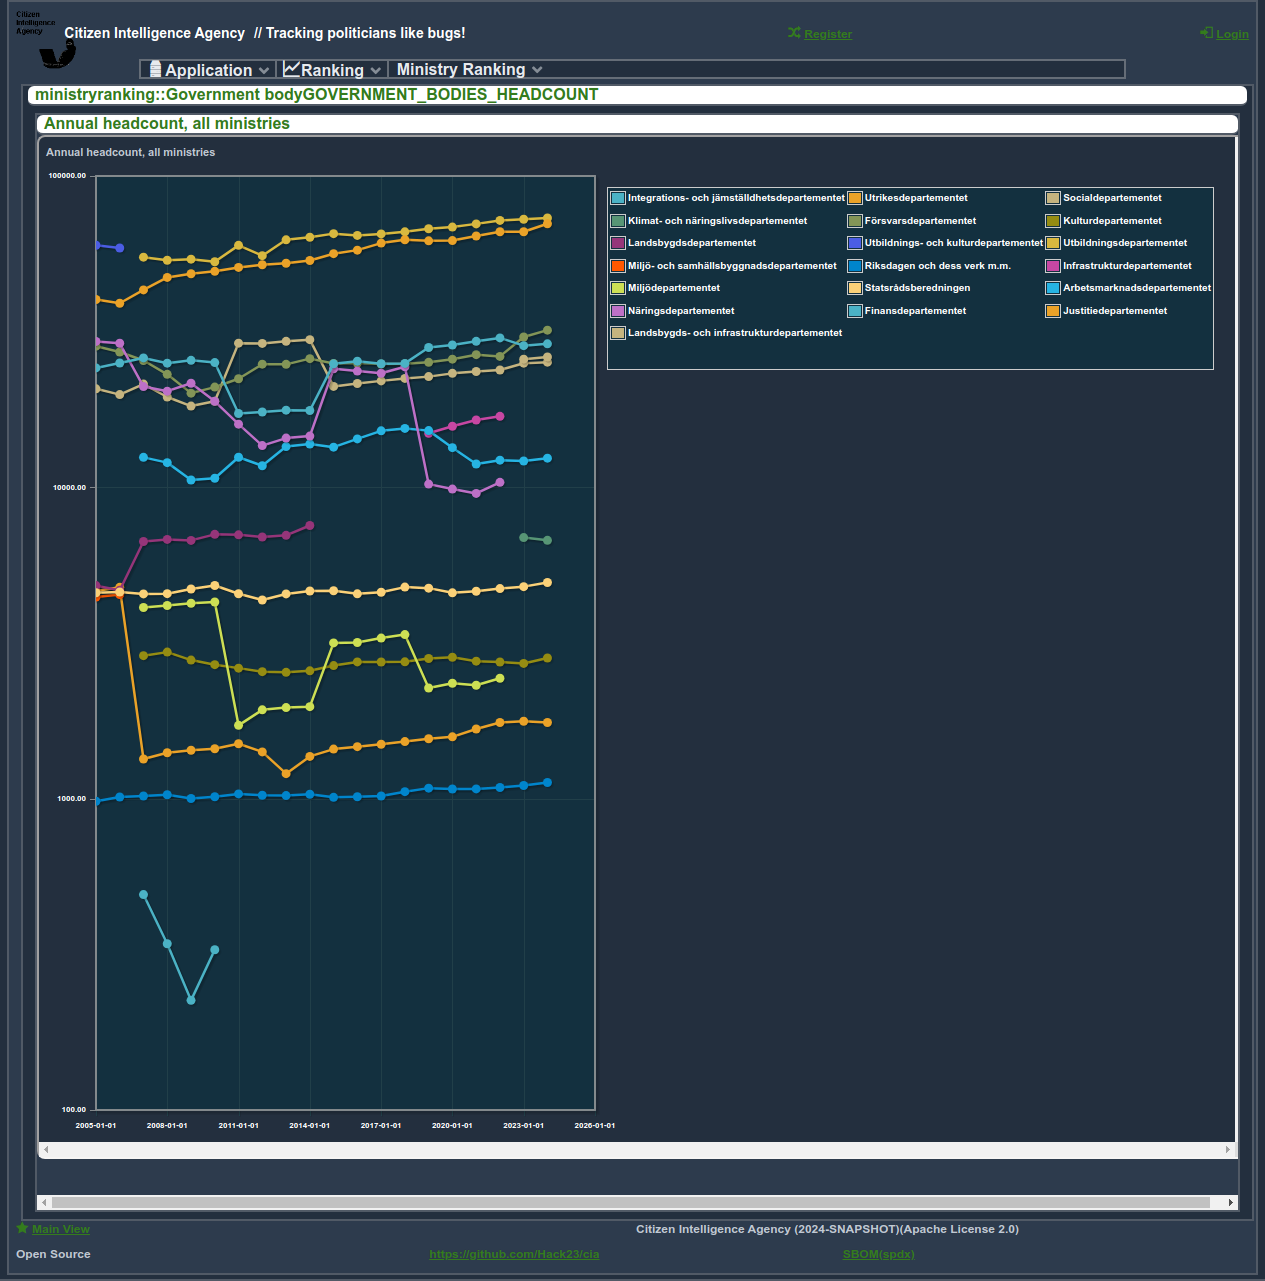 Citizen
Intelligence
Agency
Citizen Intelligence Agency // Tracking politicians like bugs!
Register
Login
Application
Ranking
Ministry Ranking
ministryranking::Government bodyGOVERNMENT_BODIES_HEADCOUNT
Annual headcount, all ministries
Annual headcount, all ministries
100000.00
10000.00
1000.00
100.00
2005-01-01 2008-01-01 2011-01-01 2014-01-01 2017-01-01 2020-01-01 2023-01-01 2026-01-01
Integrations- och jämställdhetsdepartementet Utrikesdepartementet Socialdepartementet
Klimat- och näringslivsdepartementet Försvarsdepartementet Kulturdepartementet
Landsbygdsdepartementet Utbildnings- och kulturdepartementet Utbildningsdepartementet
Miljö- och samhällsbyggnadsdepartementet Riksdagen och dess verk m.m. Infrastrukturdepartementet
Miljödepartementet Statsrådsberedningen Arbetsmarknadsdepartementet
Näringsdepartementet Finansdepartementet Justitiedepartementet
Landsbygds- och infrastrukturdepartementet
Main View
Citizen Intelligence Agency (2024-SNAPSHOT)(Apache License 2.0)
Open Source
https://github.com/Hack23/cia
SBOM(spdx)